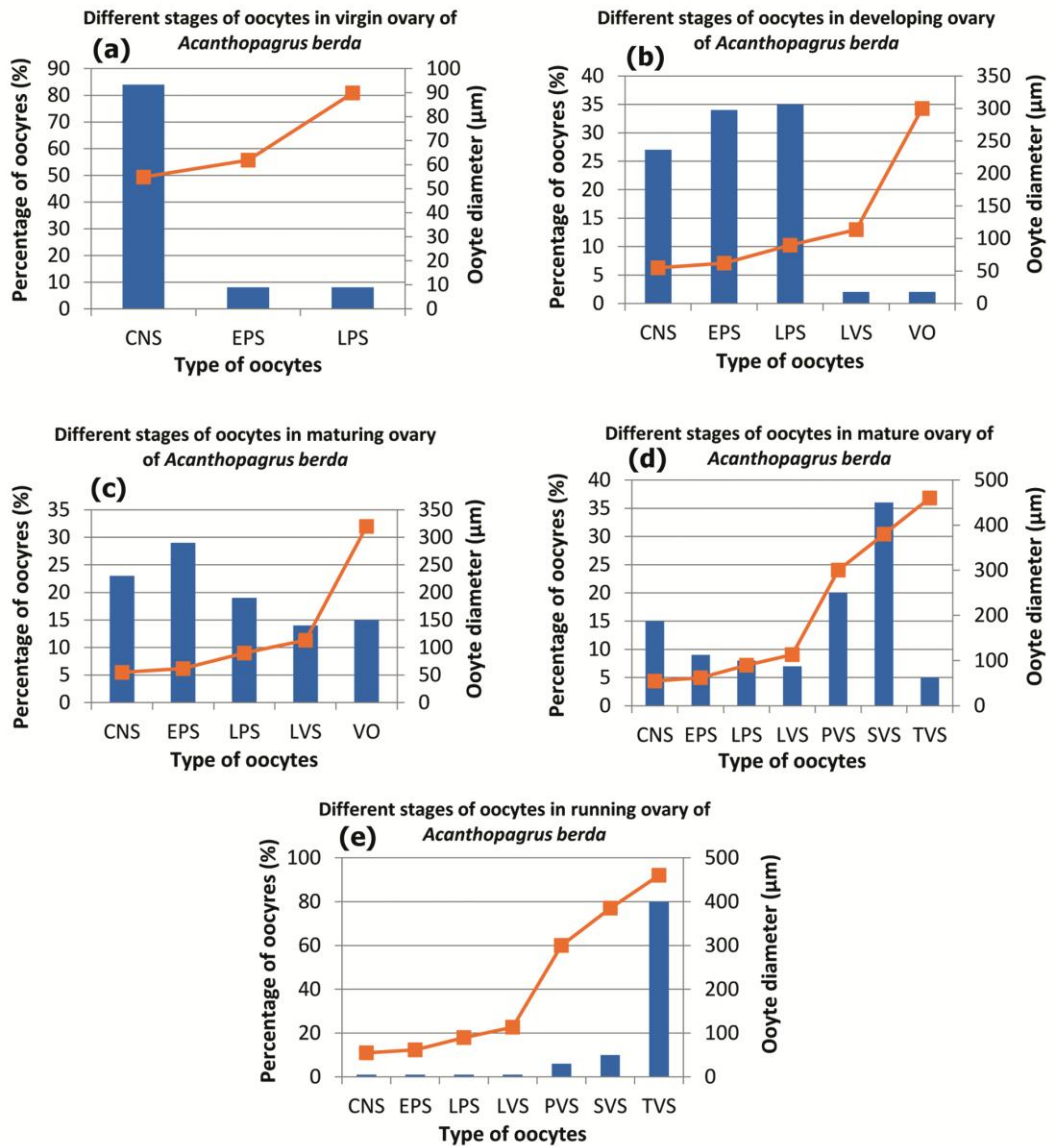 Different stages of oocytes in virgin ovary of
Acanthopagrus berda
(a)
Percentage of oocyres (%)
90
80
70
60
50
40
30
20
10
0
100
90
80
70
60
50
40
30
20
10
0
Ooyte diameter (µm)
CNS EPS LPS
Type of oocytes
Different stages of oocytes in developing ovary
of Acanthopagrus berda
(b)
Percentage of oocyres (%)
40
35
30
25
20
15
10
5
0
350
300
250
200
150
100
50
0
Ooyte diameter (µm)
CNS EPS LPS LVS VO
Type of oocytes
Different stages of oocytes in maturing ovary
of Acanthopagrus berda
(c)
Percentage of oocyres (%)
35
30
25
20
15
10
5
0
350
300
250
200
150
100
50
0
Ooyte diameter (µm)
CNS EPS LPS LVS VO
Type of oocytes
Different stages of oocytes in mature ovary of
Acanthopagrus berda
(d)
Percentage of oocyres (%)
40
35
30
25
20
15
10
5
0
500
400
300
200
100
0
Ooyte diameter (µm)
CNS EPS LPS LVS PVS SVS TVS
Type of oocytes
Different stages of oocytes in running ovary of
Acanthopagrus berda
(e)
Percentage of oocyres (%)
100
80
60
40
20
0
500
400
300
200
100
0
Ooyte diameter (µm)
CNS EPS LPS LVS PVS SVS TVS
Type of oocytes